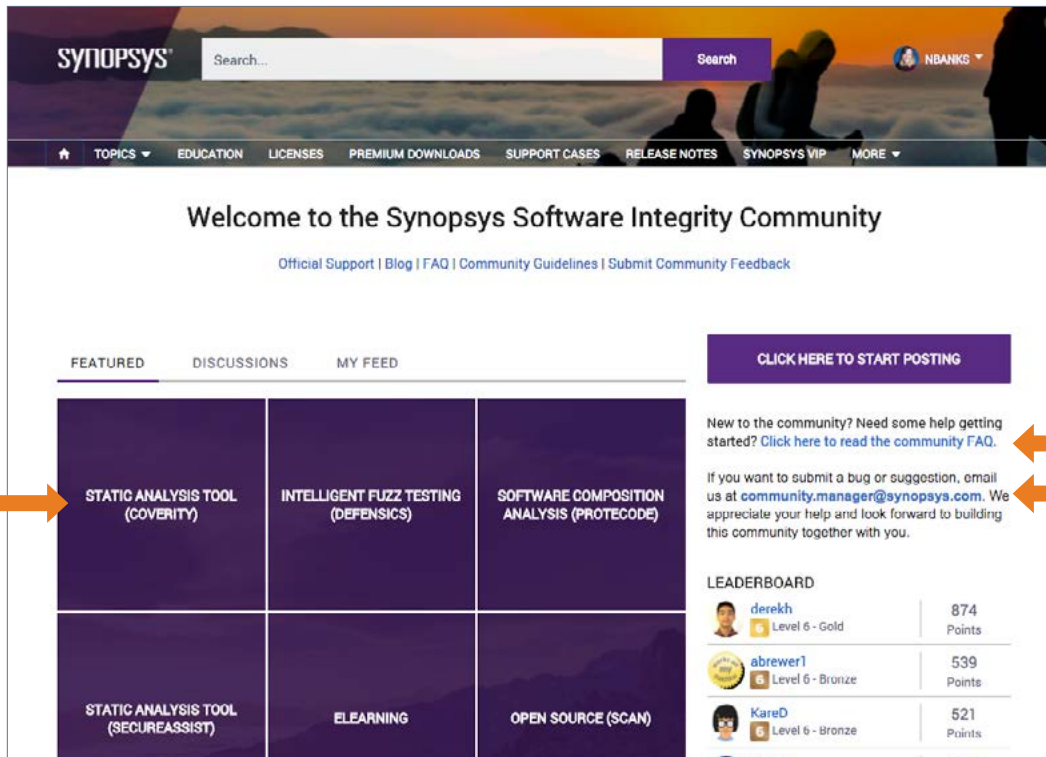 SYNOPSYS®
Search...
Search
NBANKS
TOPICS
EDUCATION
LICENSES
PREMIUM DOWNLOADS
SUPPORT CASES
RELEASE NOTES
SYNOPSYS VIP
MORE
Welcome to the Synopsys Software Integrity Community
Official Support | Blog | FAQ | Community Guidelines | Submit Community Feedback
FEATURED
DISCUSSIONS
MY FEED
CLICK HERE TO START POSTING
New to the community? Need some help getting
started? Click here to read the community FAQ.
If you want to submit a bug or suggestion, email
us at community.manager@synopsys.com. We
appreciate your help and look forward to building
this community together with you.
STATIC ANALYSIS TOOL
(COVERITY)
INTELLIGENT FUZZ TESTING
(DEFENSICS)
SOFTWARE COMPOSITION
ANALYSIS (PROTECODE)
STATIC ANALYSIS TOOL
(SECUREASSIST)
ELEARNING
OPEN SOURCE (SCAN)
LEADERBOARD
derekh
6 Level 6 - Gold
874
Points
abrewer1
6 Level 6 - Bronze
539
Points
KareD
6 Level 6 - Bronze
521
Points